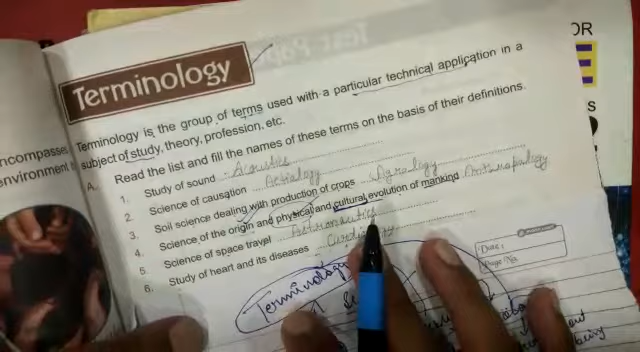 OR
Terminology
Terminology is the group of terms used with a particular technical application in a
subject of study, theory, profession, etc.
A. Read the list and fill the names of these terms on the basis of their definitions.
1. Study of sound Acoustics
2. Science of causation Aetiology
3. Soil science dealing with production of crops Agrology
4. Science of the origin and physical and cultural evolution of mankind Anthropology
5. Science of space travel Astronautics
6. Study of heart and its diseases
ncompasses
environment
S
Date:
Page No.
Terminology